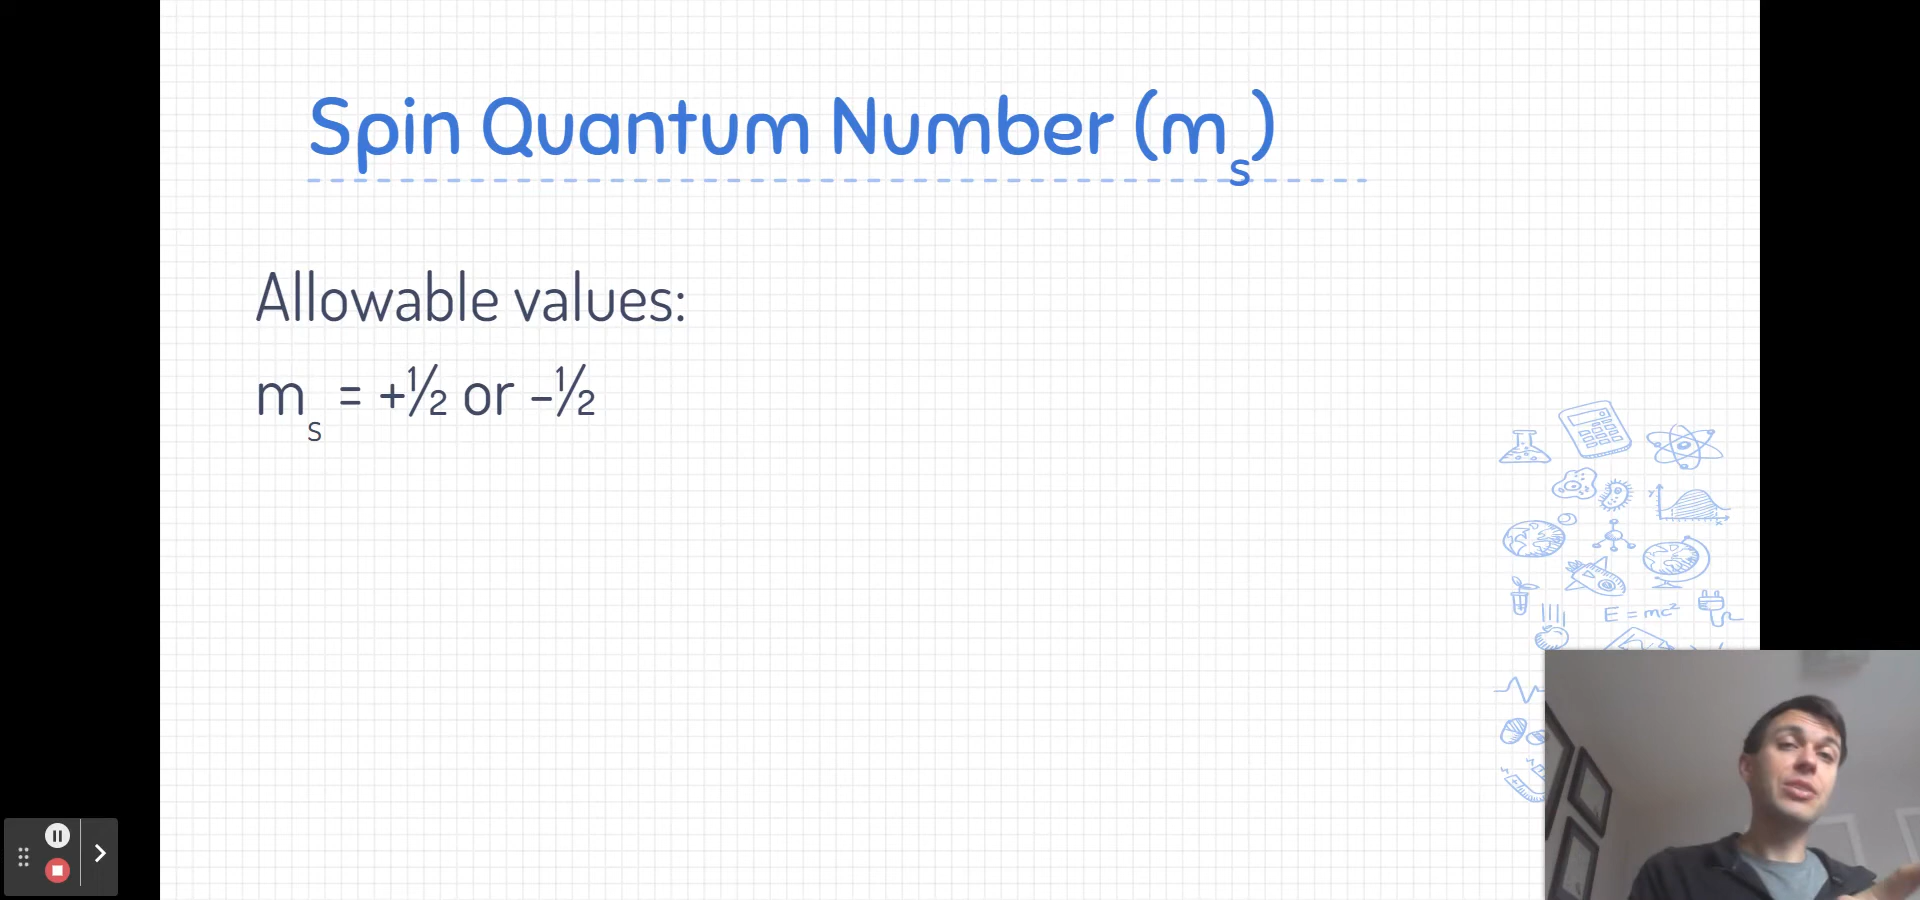 Spin Quantum Number (mₛ)
Allowable values:
mₛ = +½ or -½
y
x
E = mc²